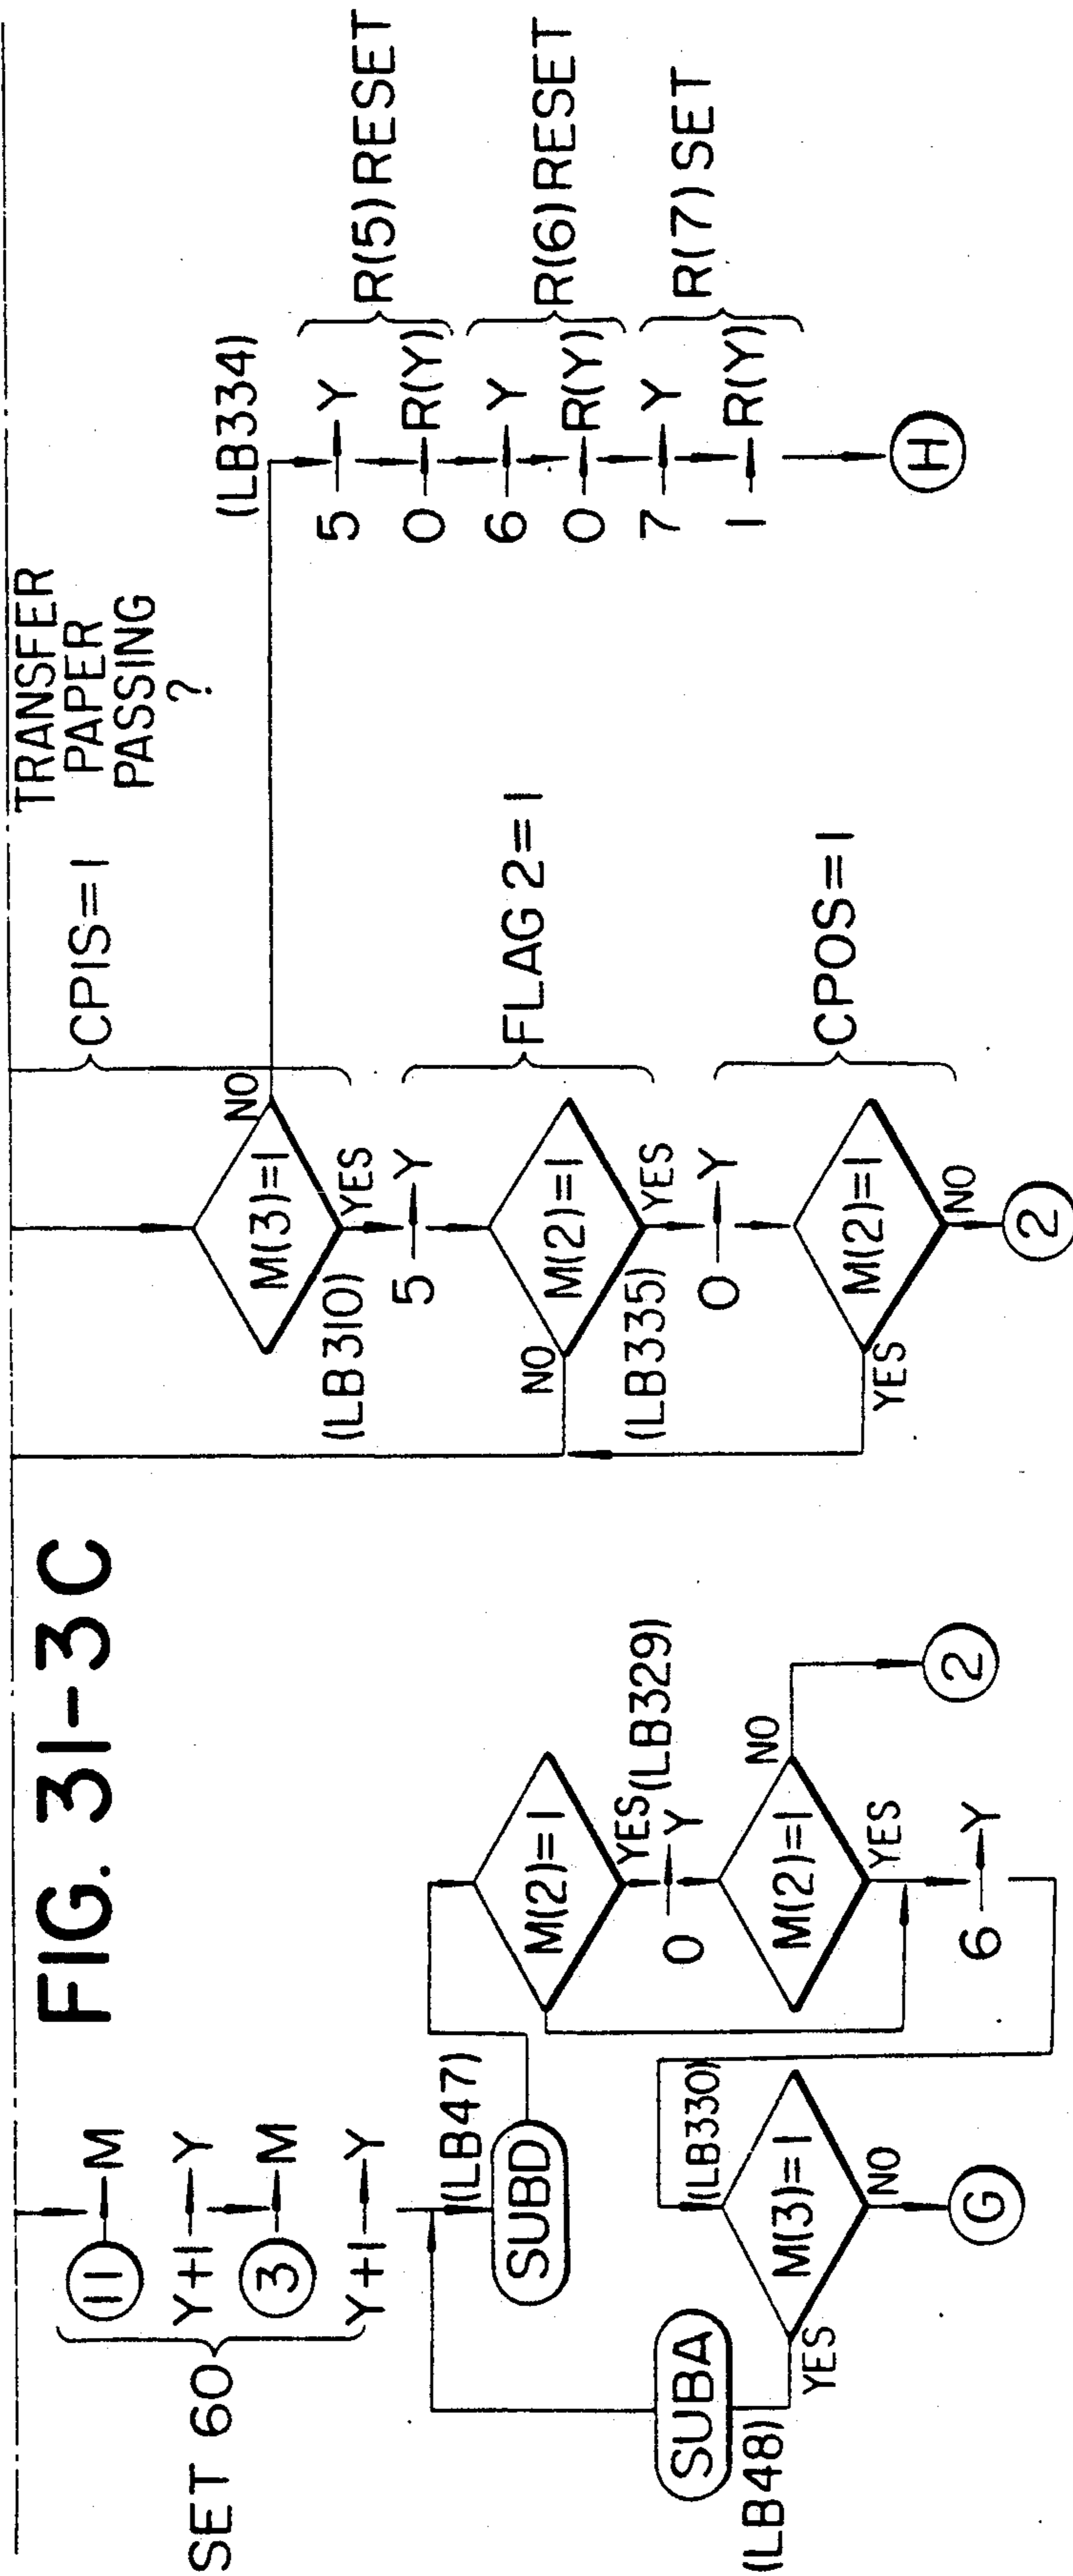 FIG. 31-3C
SET 60
11 → M
Y+1 → Y
3 → M
Y+1 → Y
(LB47)
SUBD
M(2)=1
YES (LB329)
0 → Y
M(2)=1
NO
2
YES
6 → Y
(LB330)
M(3)=1
NO
G
YES
SUBA
(LB48)
TRANSFER
PAPER
PASSING
?
CPIS=1
M(3)=1
NO
YES
(LB310)
5 → Y
FLAG 2=1
M(2)=1
NO
YES
(LB335)
0 → Y
CPOS=1
M(2)=1
YES
NO
2
(LB334)
5 → Y
0 → R(Y)
R(5) RESET
6 → Y
0 → R(Y)
R(6) RESET
7 → Y
1 → R(Y)
R(7) SET
H